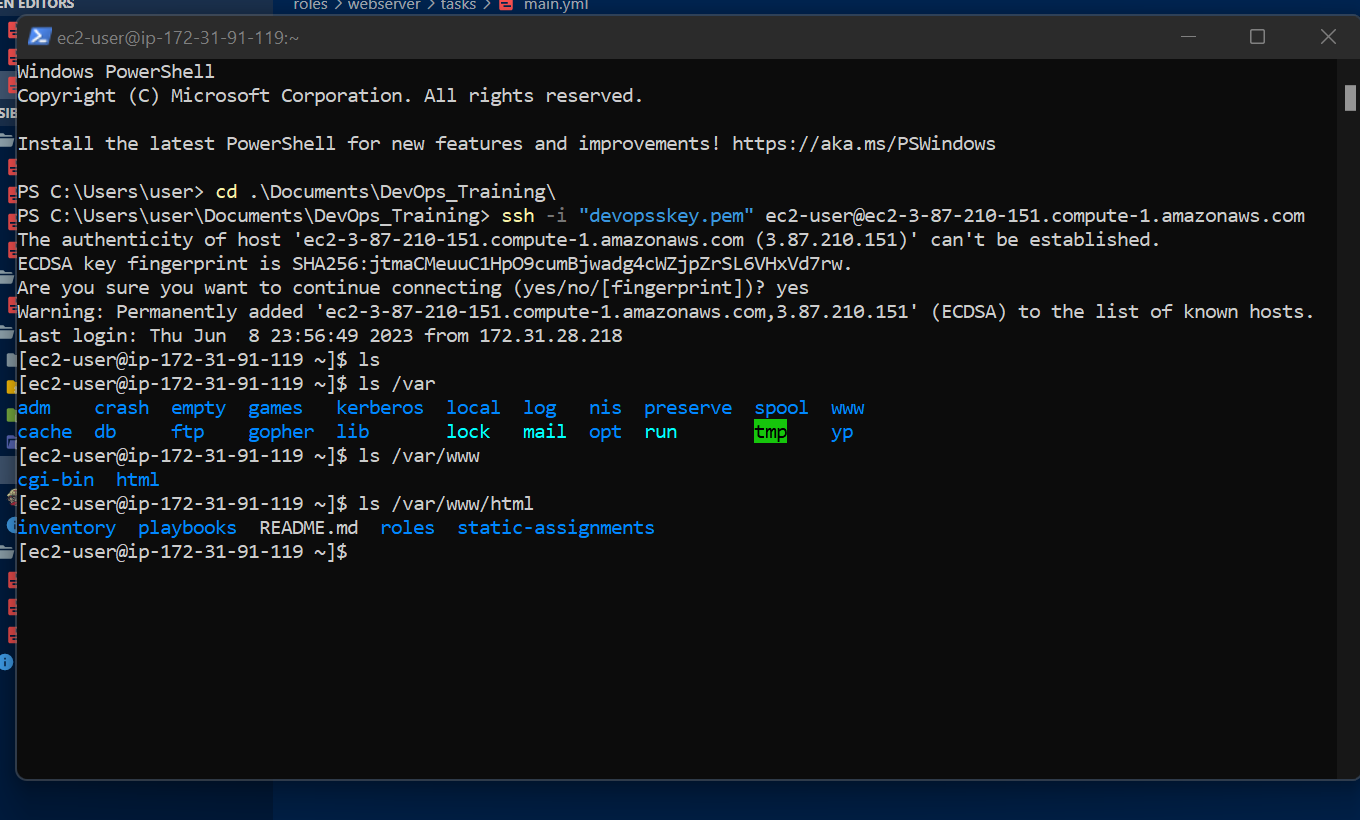 EN EDITORS
roles > webserver > tasks > main.yml
ec2-user@ip-172-31-91-119:~
Windows PowerShell
Copyright (C) Microsoft Corporation. All rights reserved.
Install the latest PowerShell for new features and improvements! https://aka.ms/PSWindows
PS C:\Users\user> cd .\Documents\DevOps_Training\
PS C:\Users\user\Documents\DevOps_Training> ssh -i "devopsskey.pem" ec2-user@ec2-3-87-210-151.compute-1.amazonaws.com
The authenticity of host 'ec2-3-87-210-151.compute-1.amazonaws.com (3.87.210.151)' can't be established.
ECDSA key fingerprint is SHA256:jtmaCMeuuC1HpO9cumBjwadg4cWZjpZrSL6VHxVd7rw.
Are you sure you want to continue connecting (yes/no/[fingerprint])? yes
Warning: Permanently added 'ec2-3-87-210-151.compute-1.amazonaws.com,3.87.210.151' (ECDSA) to the list of known hosts.
Last login: Thu Jun  8 23:56:49 2023 from 172.31.28.218
[ec2-user@ip-172-31-91-119 ~]$ ls
[ec2-user@ip-172-31-91-119 ~]$ ls /var
adm    crash  empty  games   kerberos  local  log   nis  preserve  spool  www
cache  db     ftp    gopher  lib       lock   mail  opt  run       tmp    yp
[ec2-user@ip-172-31-91-119 ~]$ ls /var/www
cgi-bin  html
[ec2-user@ip-172-31-91-119 ~]$ ls /var/www/html
inventory  playbooks  README.md  roles  static-assignments
[ec2-user@ip-172-31-91-119 ~]$
SIB